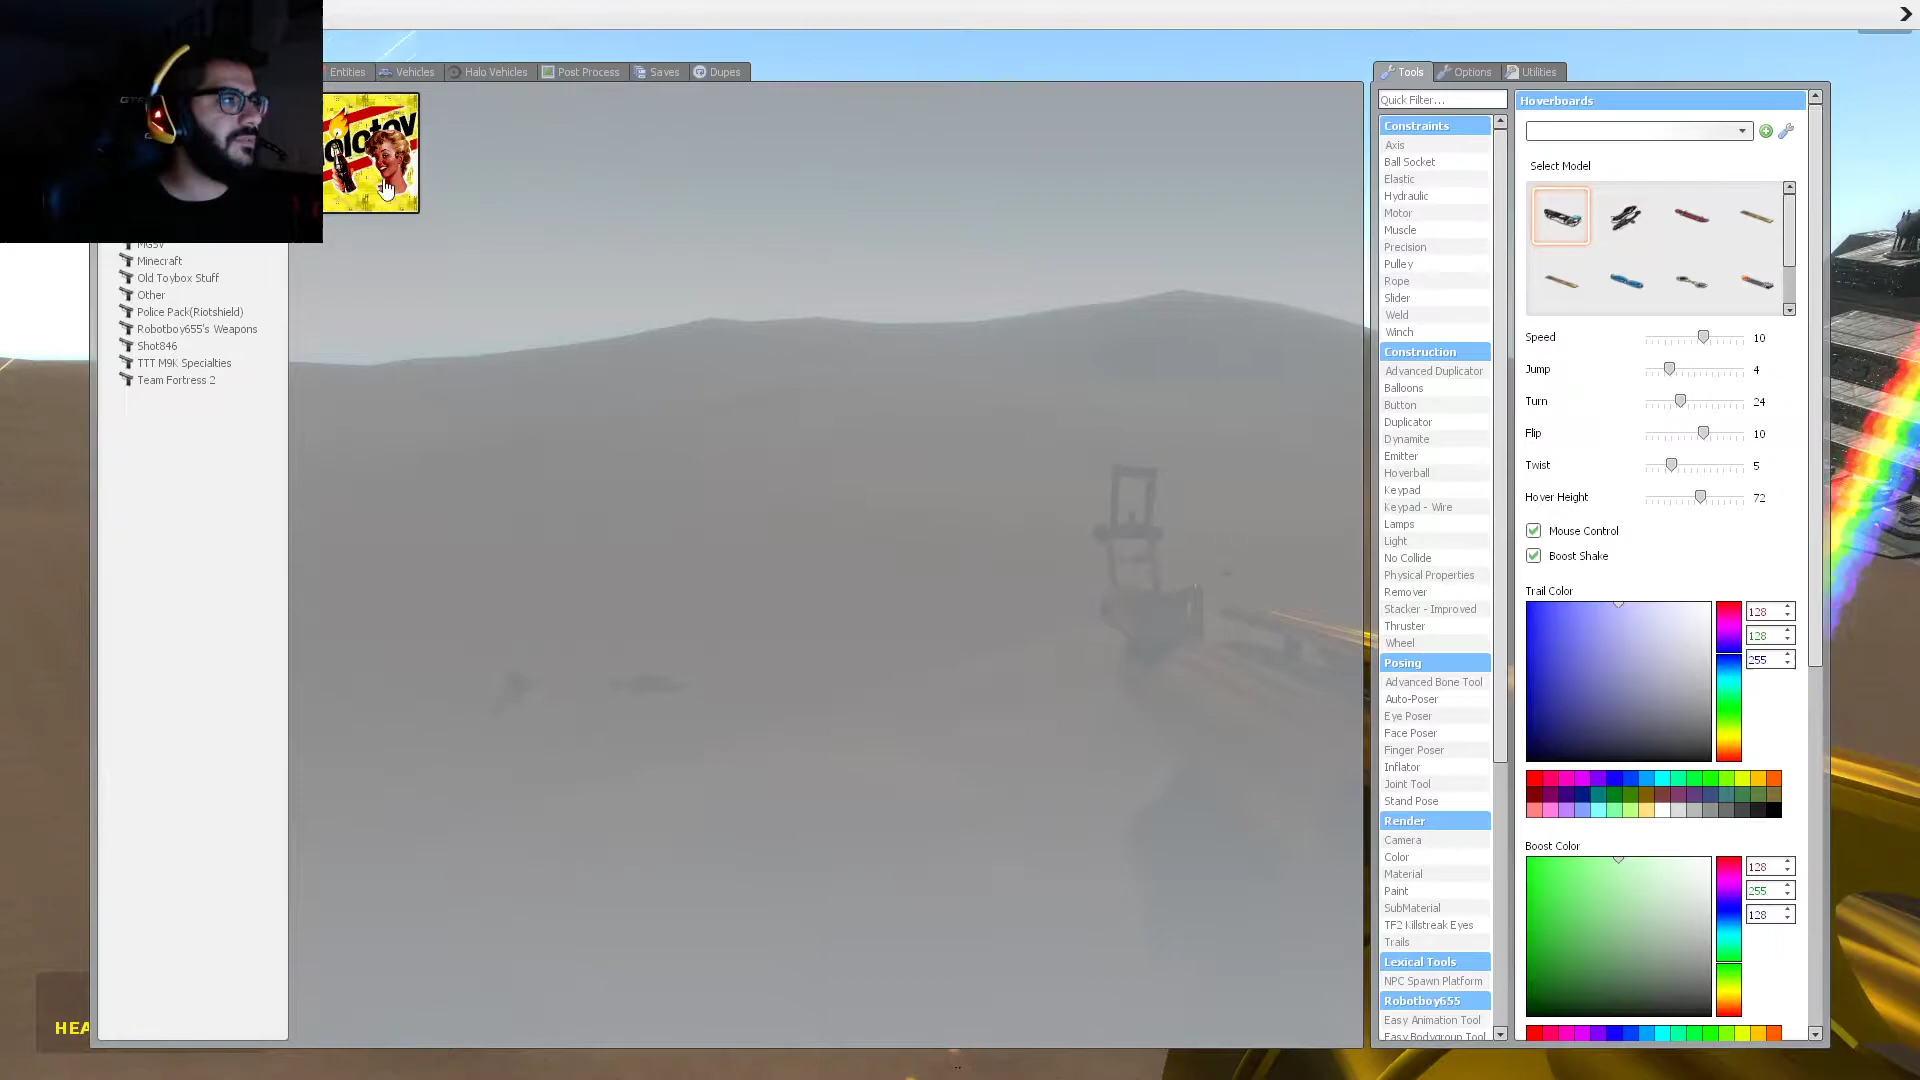 Entities
Vehicles
Halo Vehicles
Post Process
Saves
Dupes
Tools
Options
Utilities
olotov
MGSV
Minecraft
Old Toybox Stuff
Other
Police Pack(Riotshield)
Robotboy655's Weapons
Shot846
TTT M9K Specialties
Team Fortress 2
HEA
Quick Filter...
Constraints
Axis
Ball Socket
Elastic
Hydraulic
Motor
Muscle
Precision
Pulley
Rope
Slider
Weld
Winch
Construction
Advanced Duplicator
Balloons
Button
Duplicator
Dynamite
Emitter
Hoverball
Keypad
Keypad - Wire
Lamps
Light
No Collide
Physical Properties
Remover
Stacker - Improved
Thruster
Wheel
Posing
Advanced Bone Tool
Auto-Poser
Eye Poser
Face Poser
Finger Poser
Inflator
Joint Tool
Stand Pose
Render
Camera
Color
Material
Paint
SubMaterial
TF2 Killstreak Eyes
Trails
Lexical Tools
NPC Spawn Platform
Robotboy655
Easy Animation Tool
Easy Bodygroup Tool
Hoverboards
Select Model
Speed 10
Jump 4
Turn 24
Flip 10
Twist 5
Hover Height 72
Mouse Control
Boost Shake
Trail Color
128
128
255
Boost Color
128
255
128